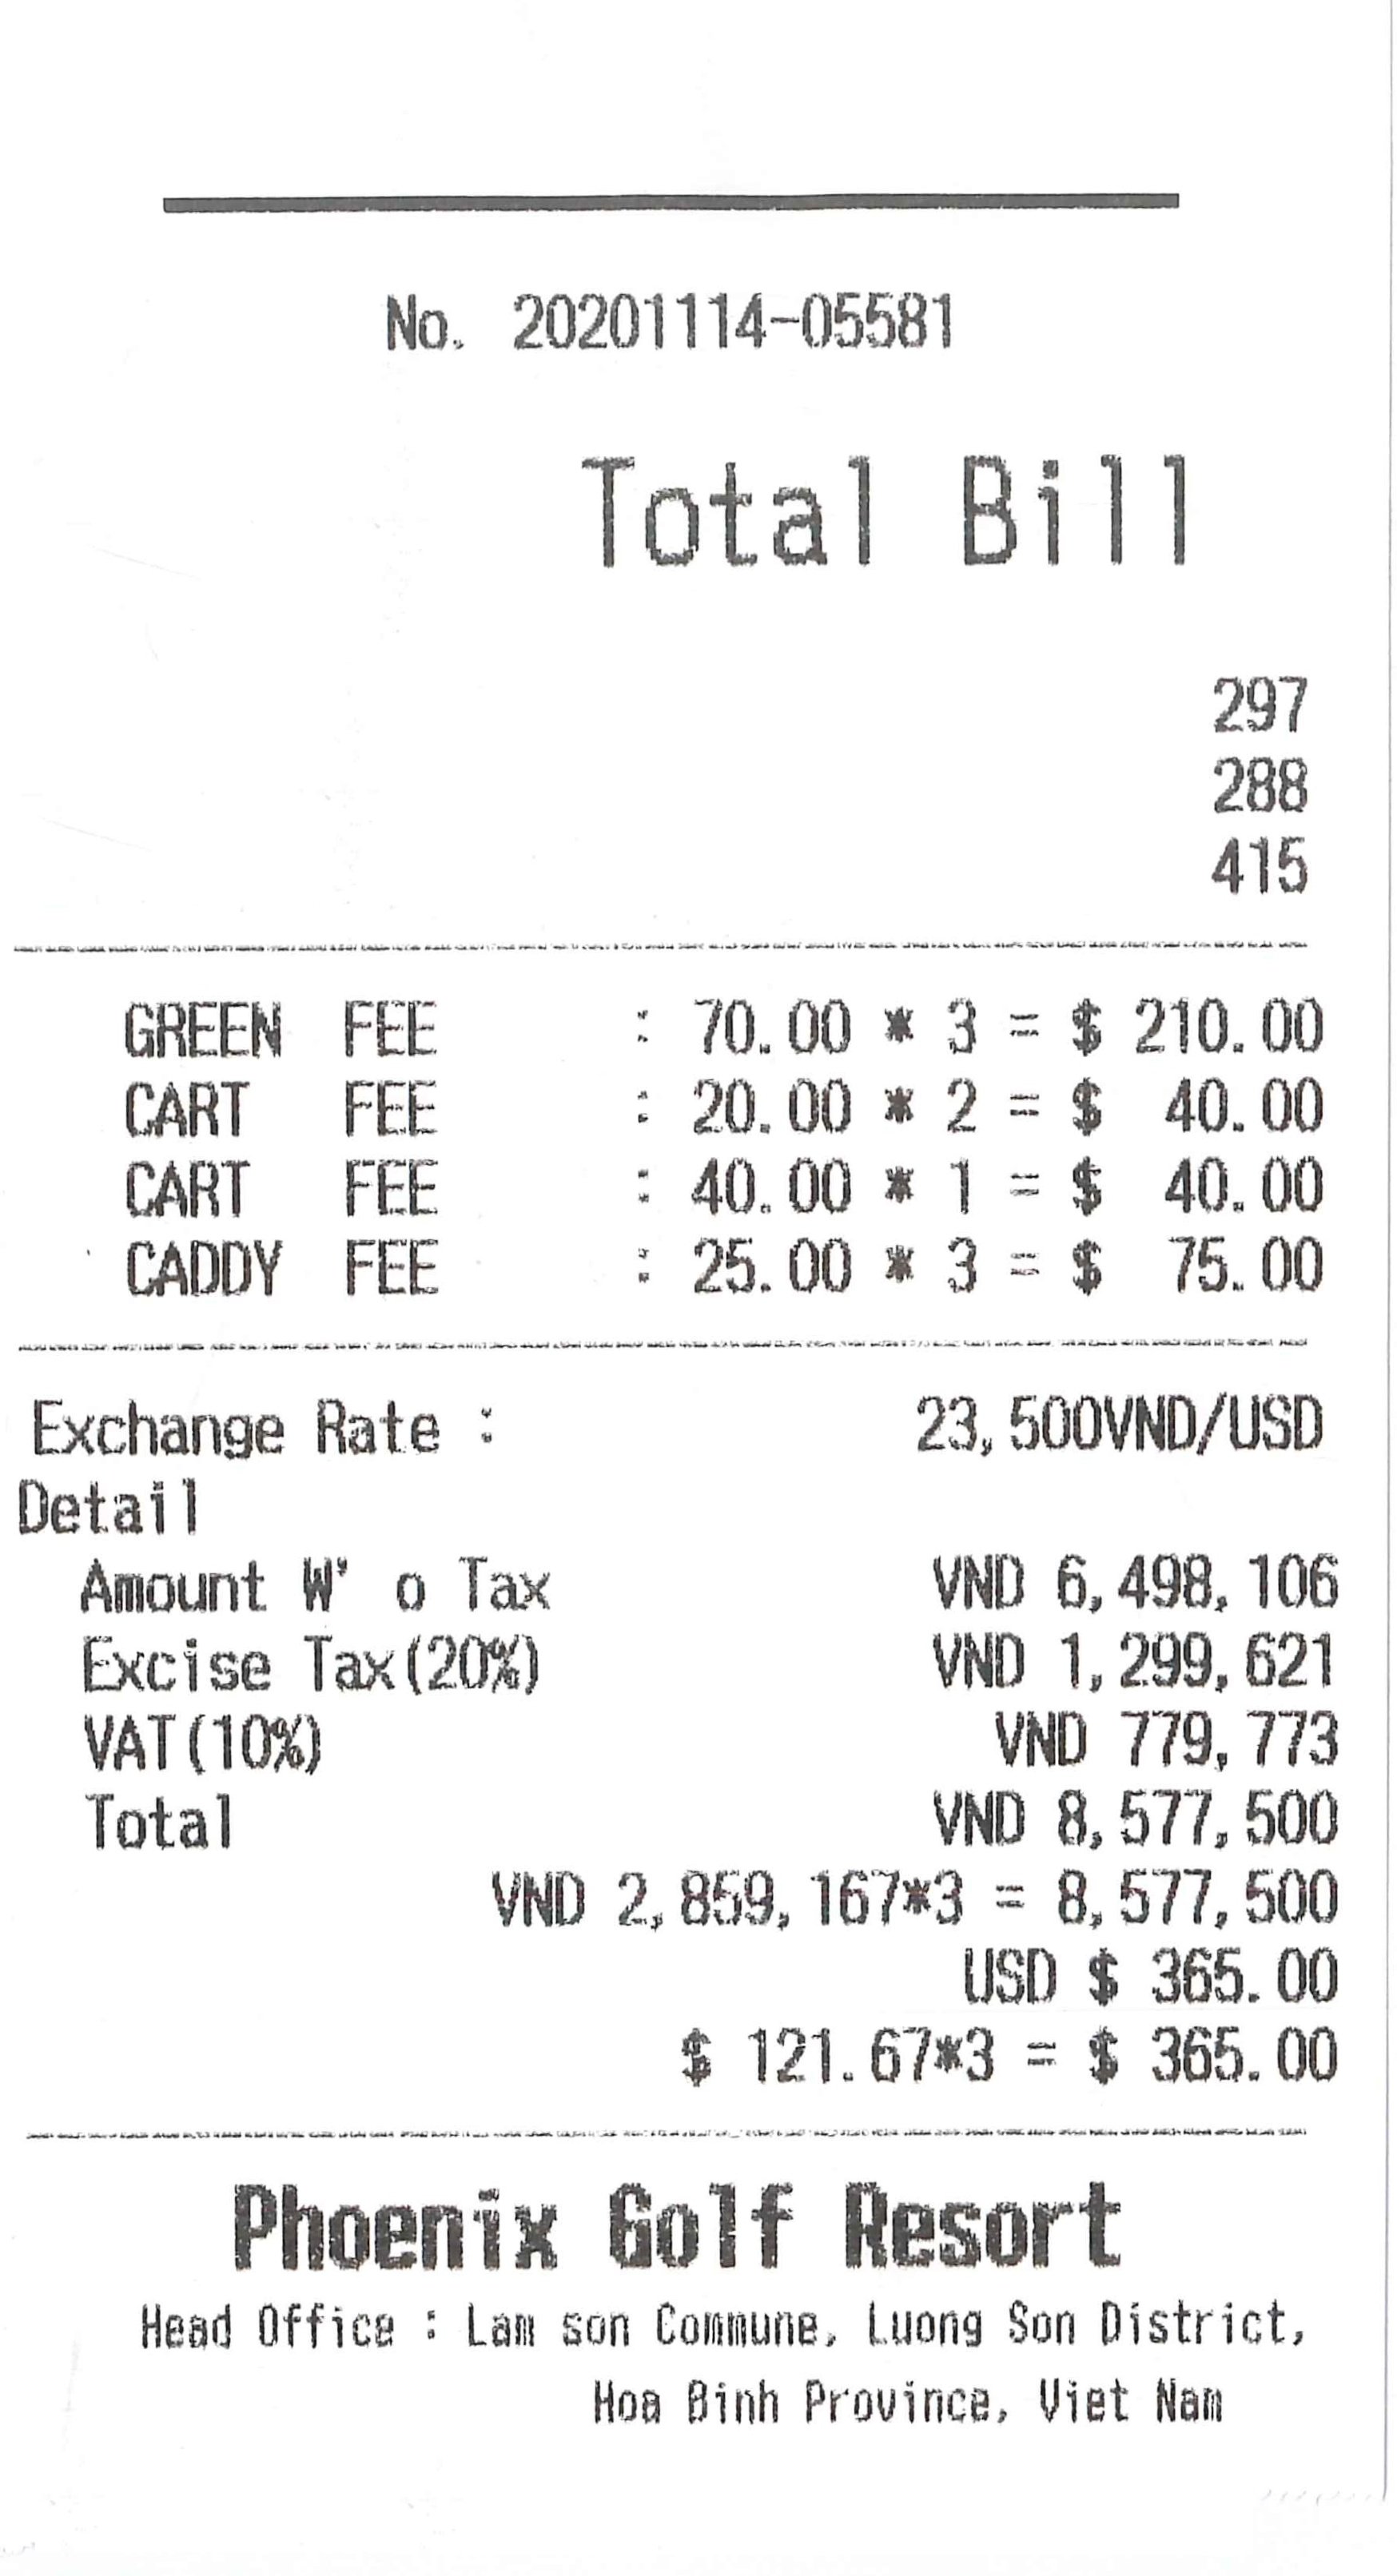 No. 20201114-05581
Total Bill
297
288
415
GREEN FEE : 70.00 * 3 = $ 210.00
CART FEE : 20.00 * 2 = $ 40.00
CART FEE : 40.00 * 1 = $ 40.00
CADDY FEE : 25.00 * 3 = $ 75.00
Exchange Rate : 23,500VND/USD
Detail
Amount W' o Tax VND 6,498,106
Excise Tax(20%) VND 1,299,621
VAT(10%) VND 779,773
Total VND 8,577,500
VND 2,859,167*3 = 8,577,500
USD $ 365.00
$ 121.67*3 = $ 365.00
Phoenix Golf Resort
Head Office : Lam son Commune, Luong Son District,
Hoa Binh Province, Viet Nam